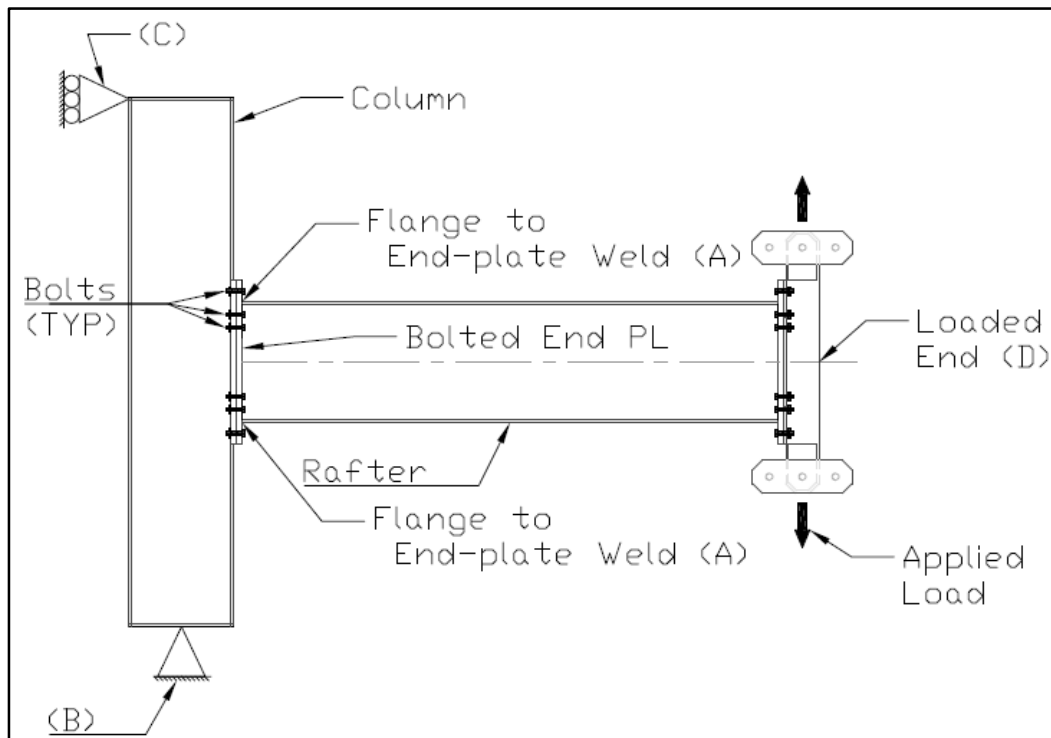 (C)
Column
Flange to
End-plate Weld (A)
Bolts
(TYP)
Bolted End PL
Loaded
End (D)
Rafter
Flange to
End-plate Weld (A)
Applied
Load
(B)